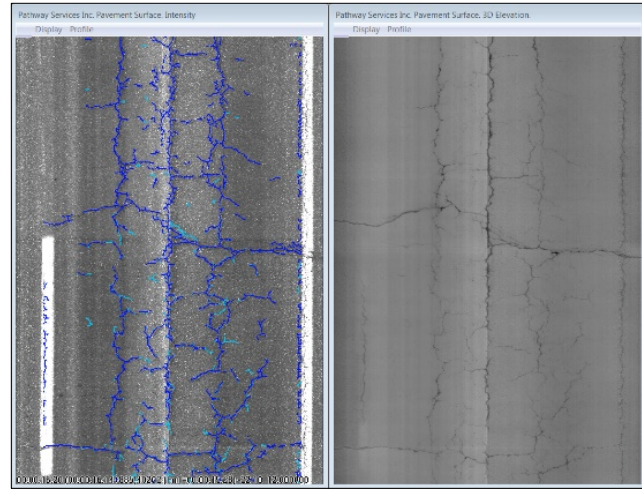 Pathway Services Inc. Pavement Surface. Intensity
Display Profile
Pathway Services Inc. Pavement Surface. 3D Elevation.
Display Profile